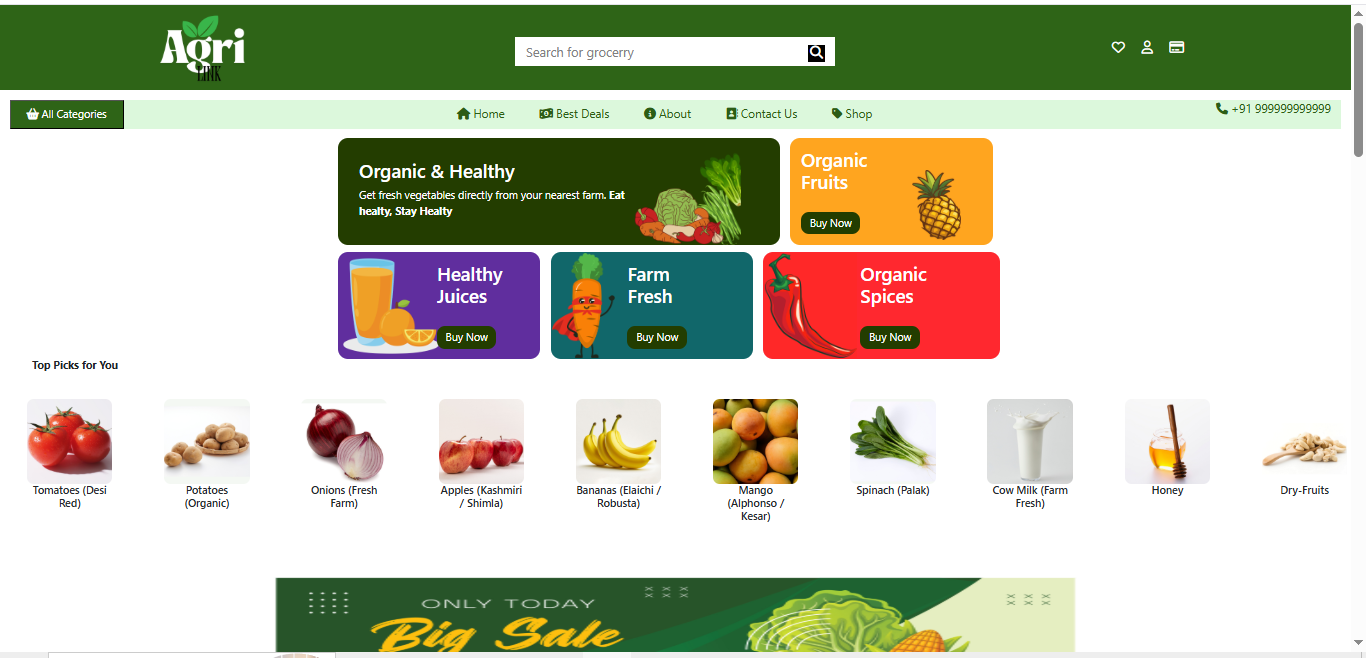 Agri
LINK
Search for grocerry
All Categories
Home
Best Deals
About
Contact Us
Shop
+91 999999999999
Organic & Healthy
Get fresh vegetables directly from your nearest farm. Eat
healty, Stay Healty
Organic
Fruits
Buy Now
Healthy
Juices
Buy Now
Farm
Fresh
Buy Now
Organic
Spices
Buy Now
Top Picks for You
Tomatoes (Desi
Red)
Potatoes
(Organic)
Onions (Fresh
Farm)
Apples (Kashmiri
/ Shimla)
Bananas (Elaichi /
Robusta)
Mango
(Alphonso /
Kesar)
Spinach (Palak)
Cow Milk (Farm
Fresh)
Honey
Dry-Fruits
ONLY TODAY
Big Sale